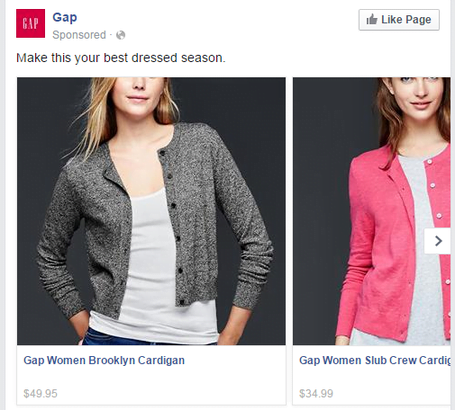 GAP
Gap
Sponsored ·
Like Page
Make this your best dressed season.
Gap Women Brooklyn Cardigan
$49.95
Gap Women Slub Crew Cardig
$34.99